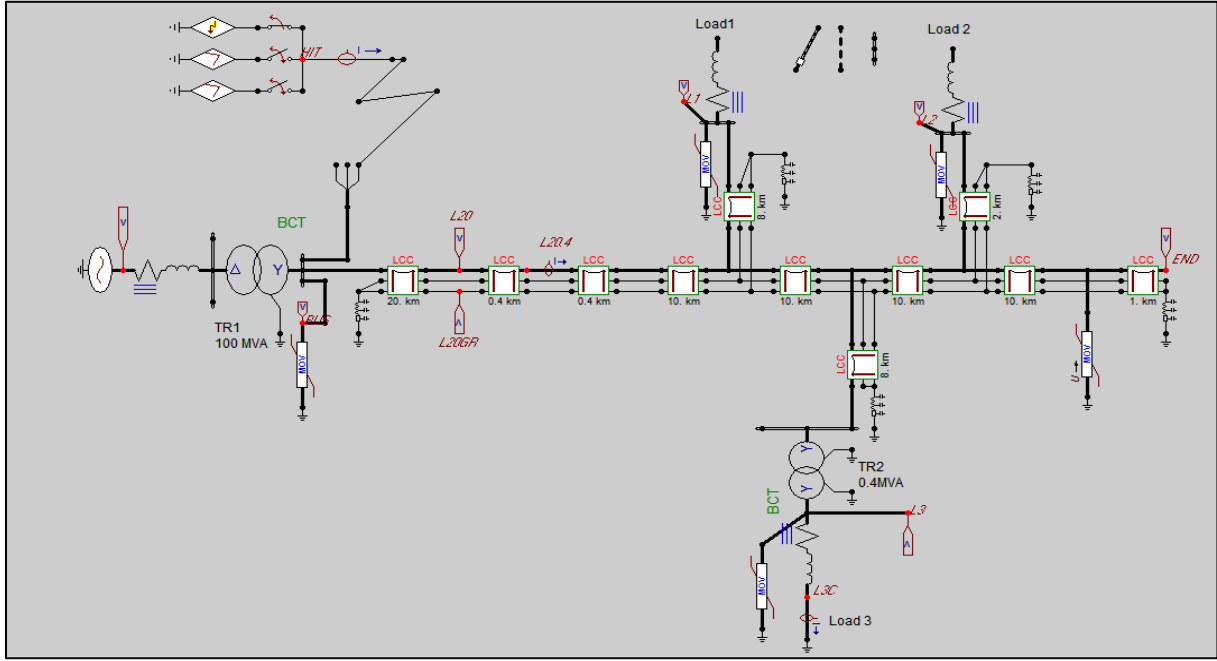 Load1
Load 2
HIT
I
V
L1
V
L2
MOV
MOV
LCC
8. km
LCC
2. km
V
BCT
L20
V
L20.4
I
V
END
Y
LCC
20. km
LCC
0.4 km
LCC
0.4 km
LCC
10. km
LCC
10. km
LCC
10. km
LCC
10. km
LCC
1. km
TR1
100 MVA
V
BUS
MOV
V
L20GR
LCC
8. km
U
MOV
Y
Y
TR2
0.4MVA
BCT
L3
V
MOV
L3C
I
Load 3